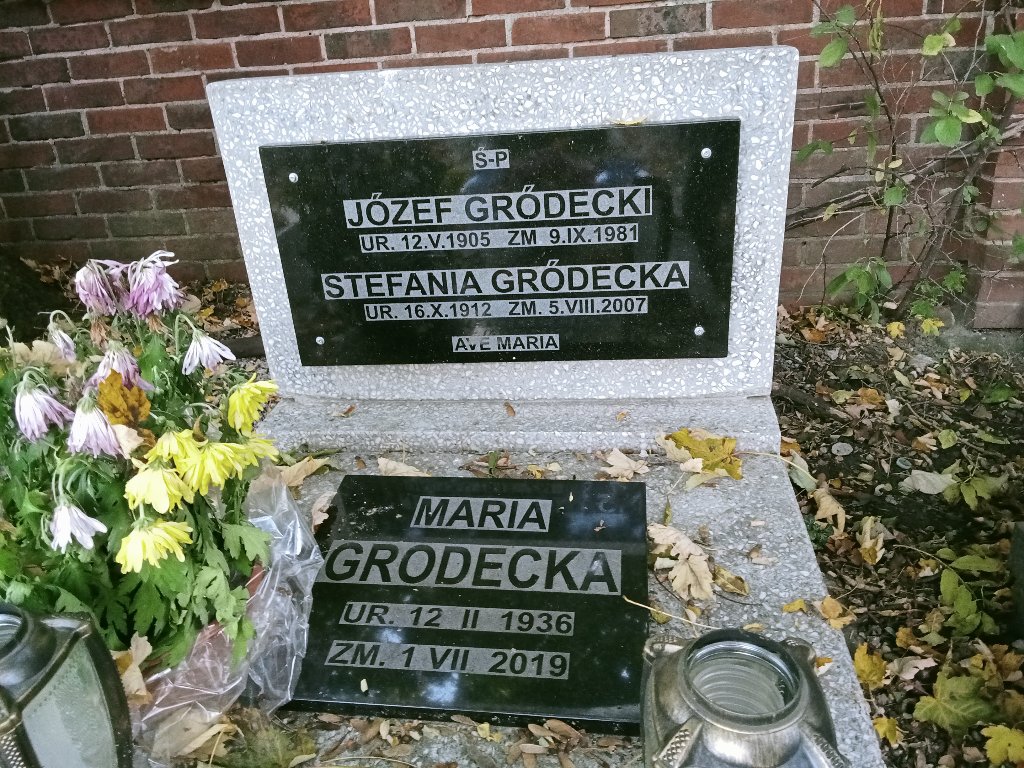 Ś-P
JÓZEF GRÓDECKI
UR. 12.V.1905 ZM 9.IX.1981
STEFANIA GRÓDECKA
UR. 16.X.1912 ZM. 5.VIII.2007
AVE MARIA
MARIA
GRODECKA
UR. 12 II 1936
ZM. 1 VII 2019